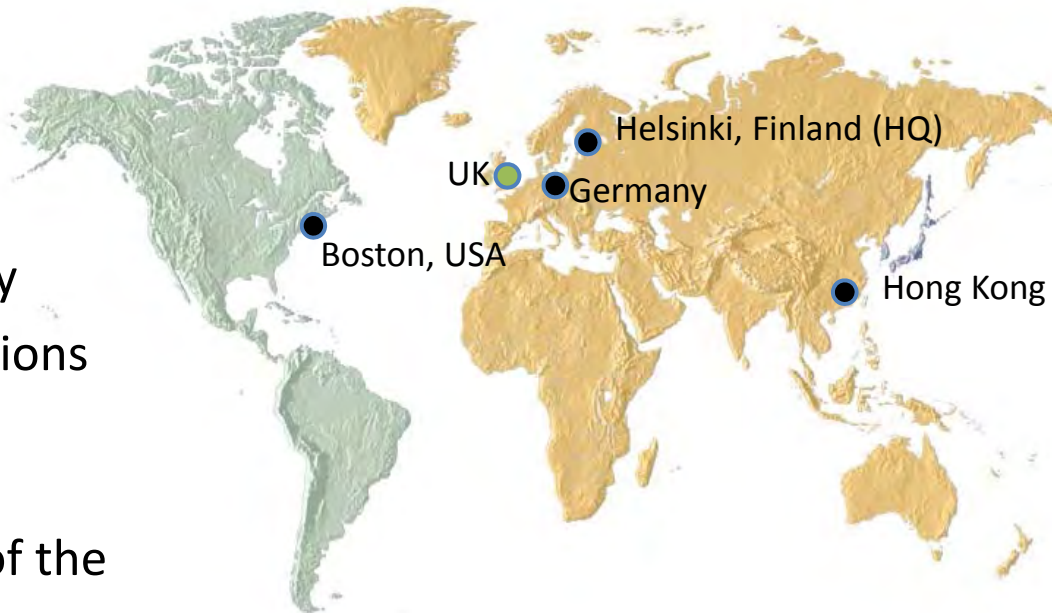 Helsinki, Finland (HQ)
UK
Germany
Boston, USA
y
Hong Kong
ions
of the